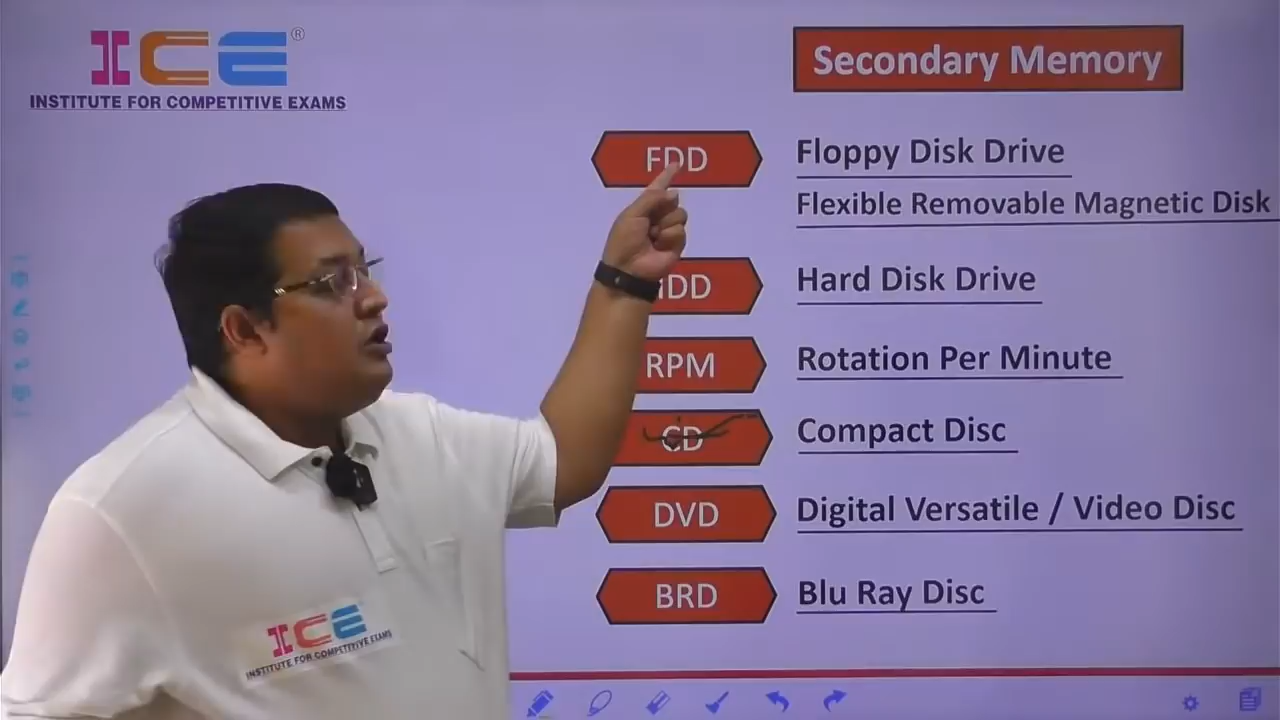 ICE®
INSTITUTE FOR COMPETITIVE EXAMS
Secondary Memory
FDD Floppy Disk Drive
Flexible Removable Magnetic Disk
Hard Disk Drive
RPM Rotation Per Minute
CD Compact Disc
DVD Digital Versatile / Video Disc
BRD Blu Ray Disc
ICE
INSTITUTE FOR COMPETITIVE EXAMS